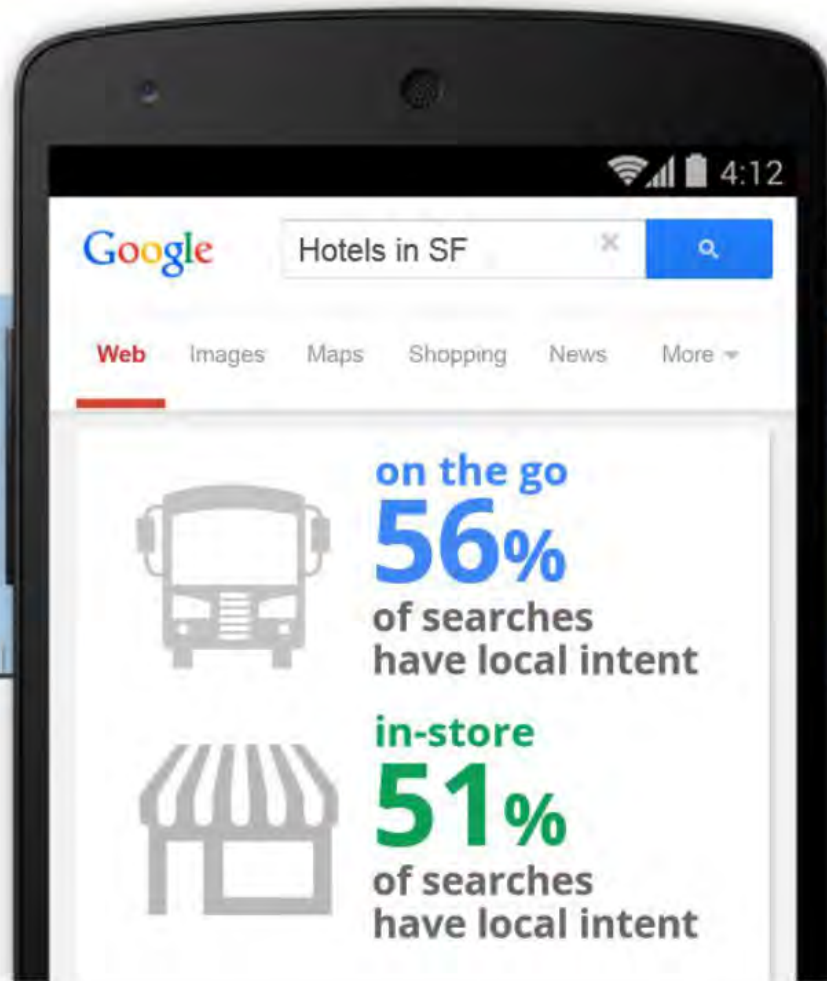 4:12
Google Hotels in SF
Web Images Maps Shopping News More
on the go
56%
of searches
have local intent
in-store
51%
of searches
have local intent